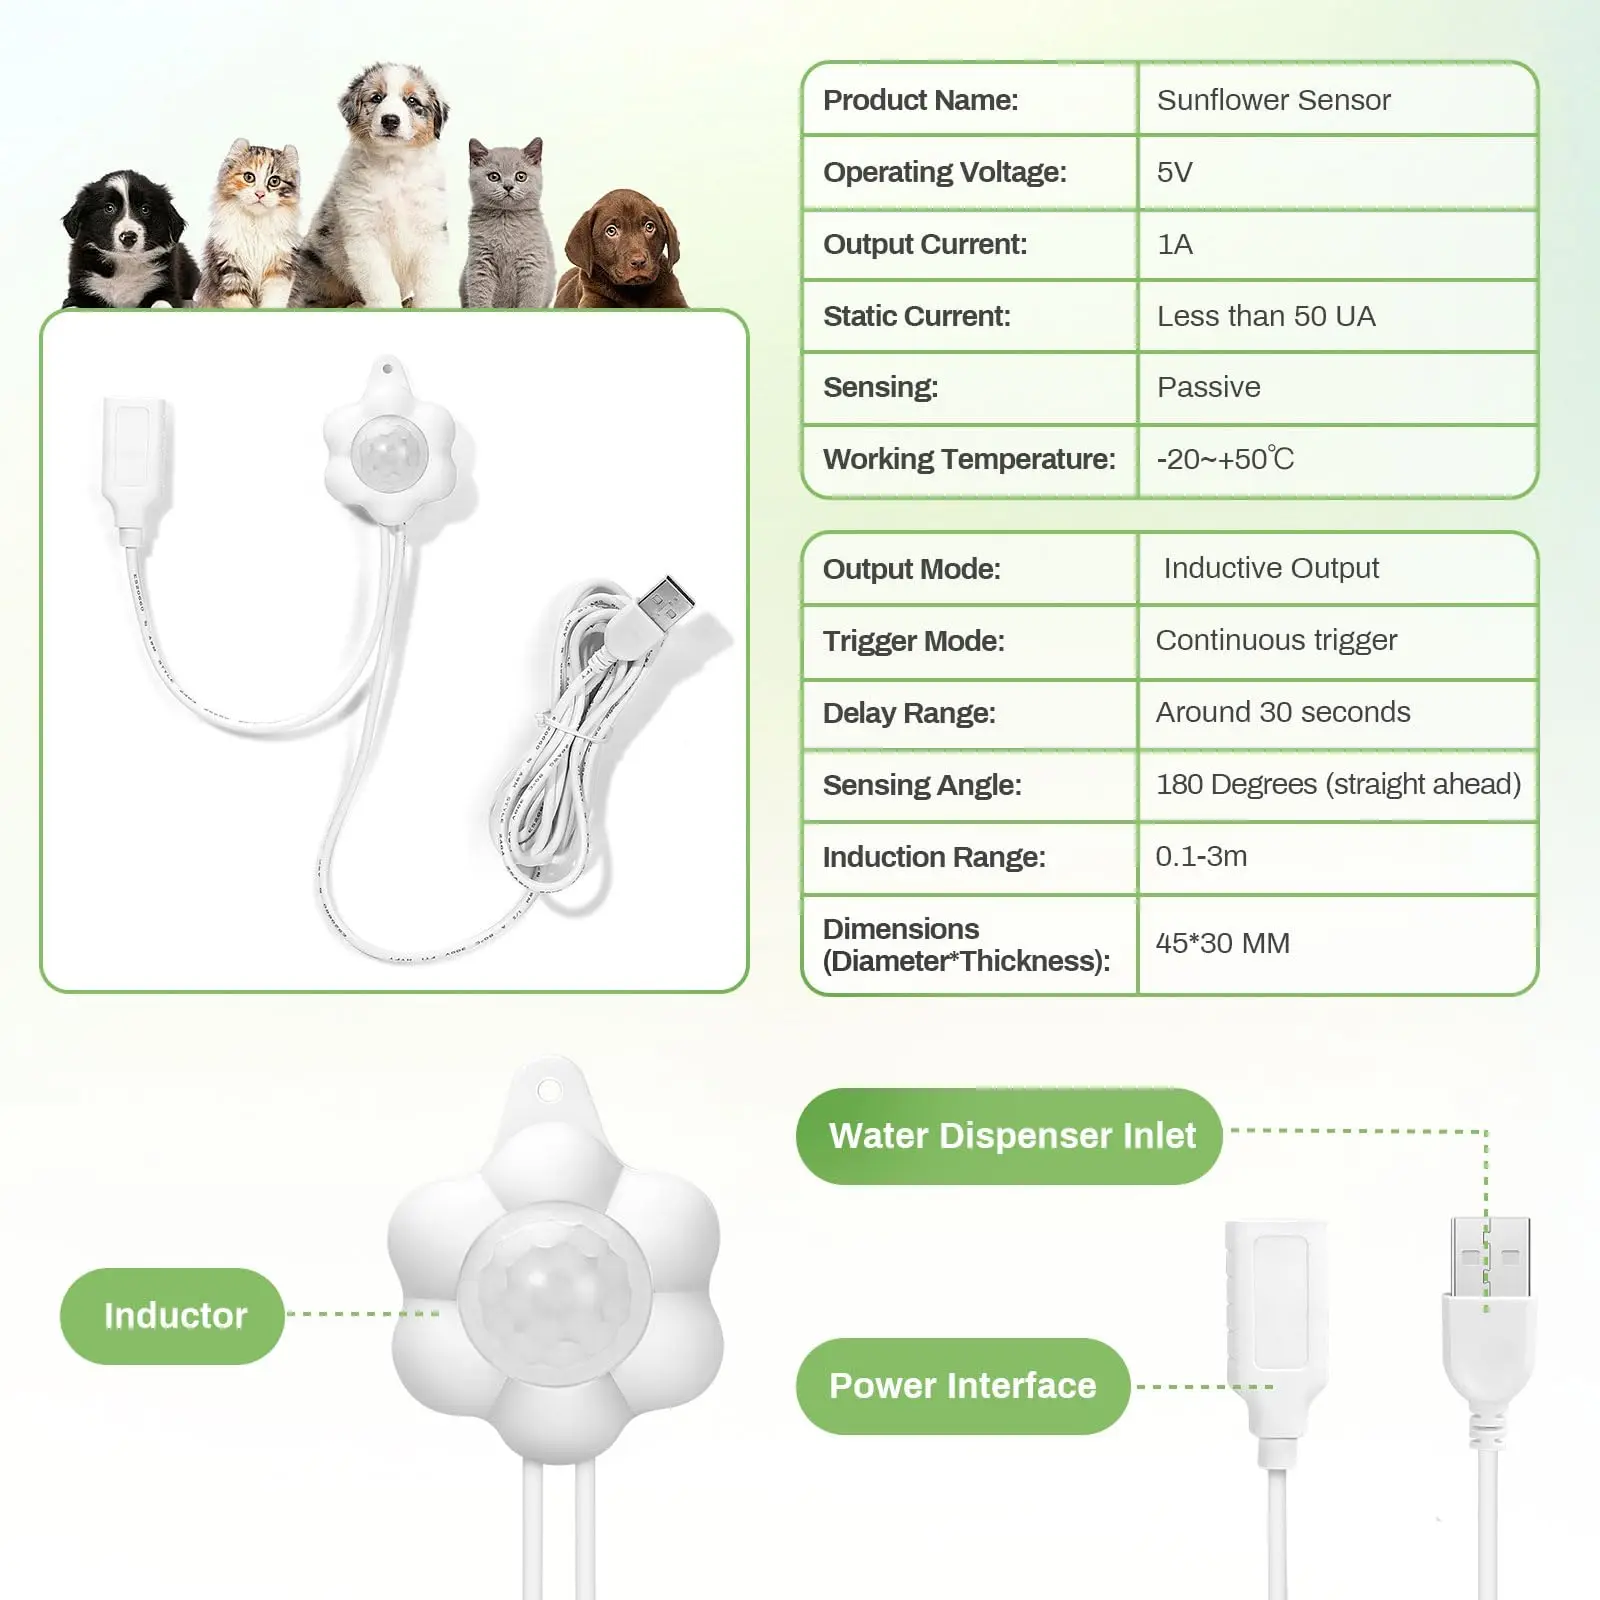 Product Name: Sunflower Sensor
Operating Voltage: 5V
Output Current: 1A
Static Current: Less than 50 UA
Sensing: Passive
Working Temperature: -20~+50℃
Output Mode: Inductive Output
Trigger Mode: Continuous trigger
Delay Range: Around 30 seconds
Sensing Angle: 180 Degrees (straight ahead)
Induction Range: 0.1-3m
Dimensions
(Diameter*Thickness): 45*30 MM
Water Dispenser Inlet
Inductor
Power Interface